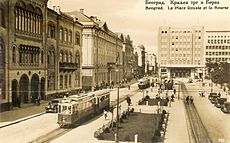 Београд. Краљев трг и Берза
Beograd. La Place Royale et la Bourse